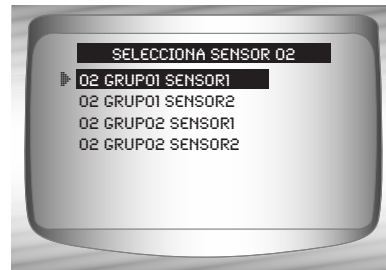 SELECCIONA SENSOR O2
O2 GRUPO1 SENSOR1
O2 GRUPO1 SENSOR2
O2 GRUPO2 SENSOR1
O2 GRUPO2 SENSOR2